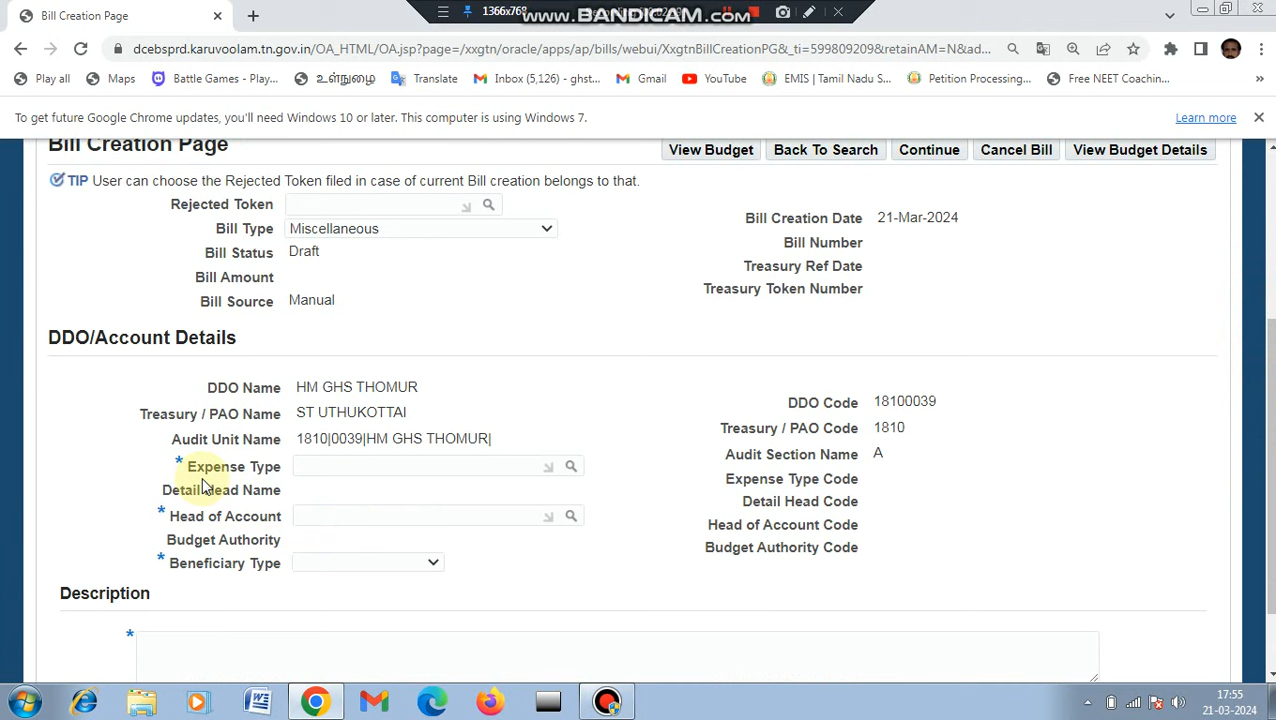 Bill Creation Page
1366x768
www.BANDICAM.com
dcebsprd.karuvoolam.tn.gov.in/OA_HTML/OA.jsp?page=/xxgtn/oracle/apps/ap/bills/webui/XxgtnBillCreationPG&_ti=599809209&retainAM=N&ad...
Play all
Maps
Battle Games - Play...
உள்நுழை
Translate
Inbox (5,126) - ghst...
Gmail
YouTube
EMIS | Tamil Nadu S...
Petition Processing...
Free NEET Coachin...
»
To get future Google Chrome updates, you'll need Windows 10 or later. This computer is using Windows 7.
Learn more
Bill Creation Page
View Budget
Back To Search
Continue
Cancel Bill
View Budget Details
TIP User can choose the Rejected Token filed in case of current Bill creation belongs to that.
Rejected Token
Bill Type Miscellaneous
Bill Status Draft
Bill Amount
Bill Source Manual
Bill Creation Date 21-Mar-2024
Bill Number
Treasury Ref Date
Treasury Token Number
DDO/Account Details
DDO Name HM GHS THOMUR
Treasury / PAO Name ST UTHUKOTTAI
Audit Unit Name 1810|0039|HM GHS THOMUR|
* Expense Type
Detail Head Name
* Head of Account
Budget Authority
* Beneficiary Type
DDO Code 18100039
Treasury / PAO Code 1810
Audit Section Name A
Expense Type Code
Detail Head Code
Head of Account Code
Budget Authority Code
Description
*
17:55
21-03-2024